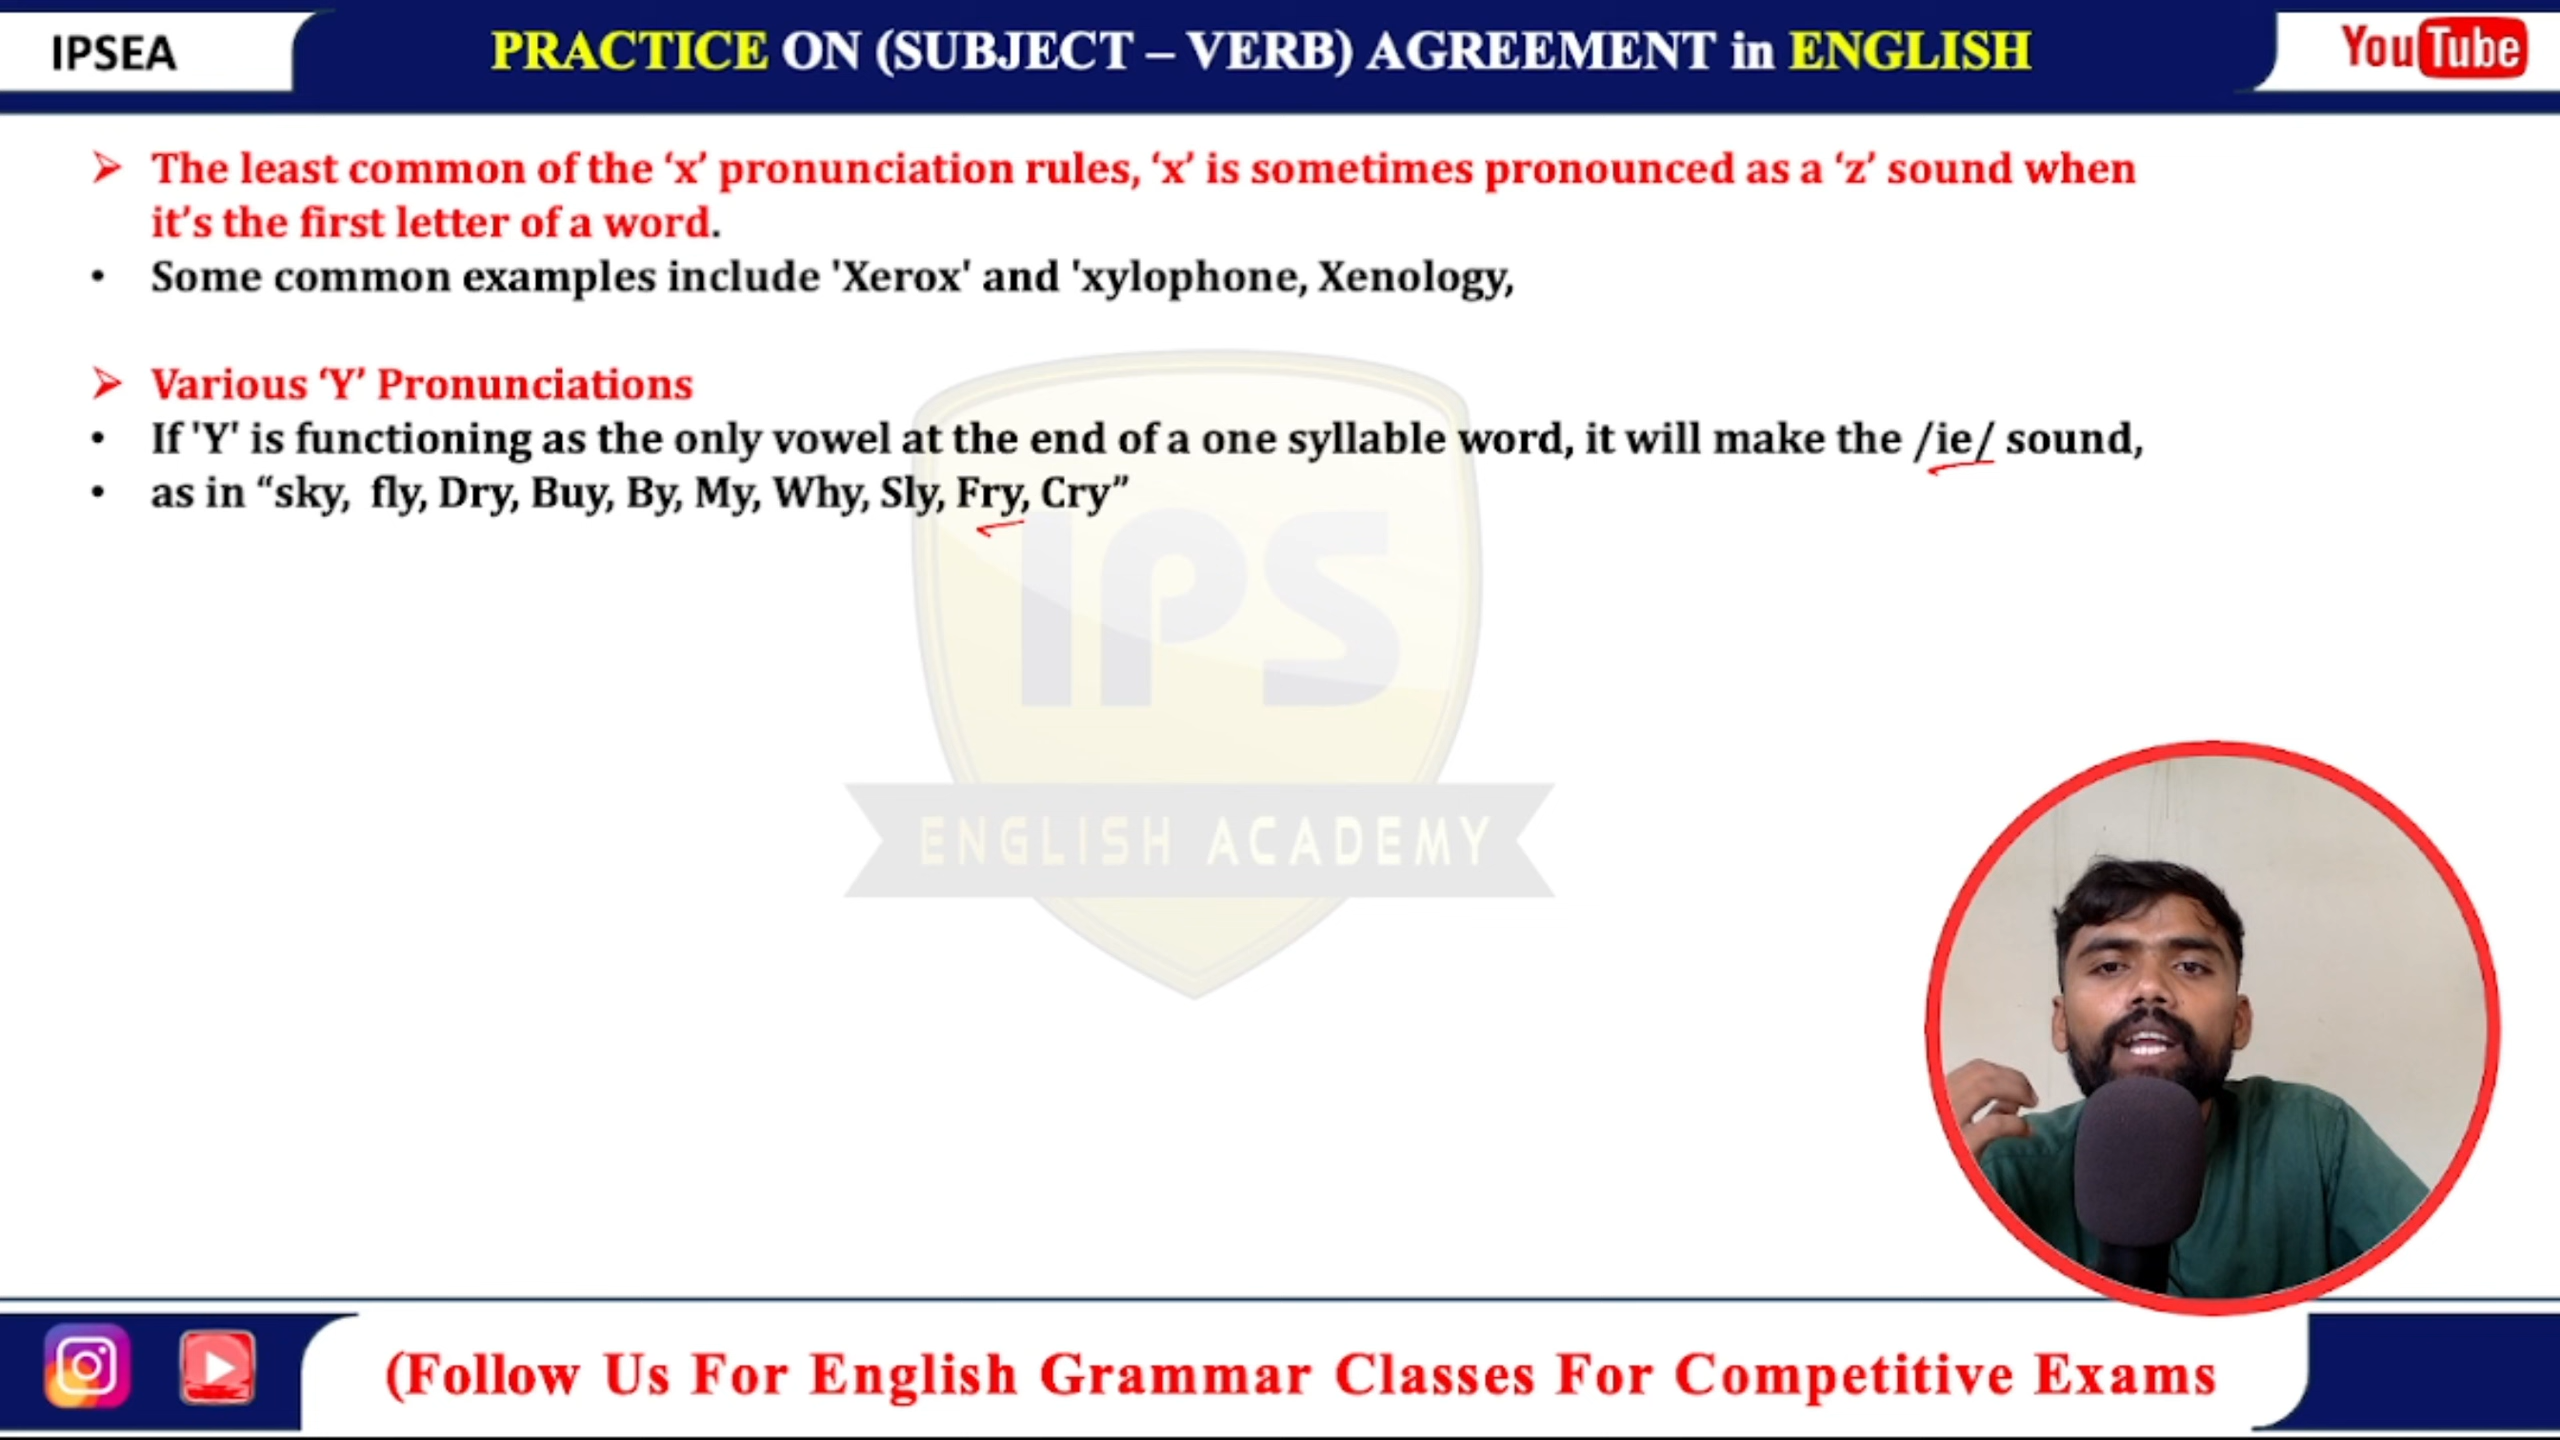 IPSEA
PRACTICE ON (SUBJECT – VERB) AGREEMENT in ENGLISH
YouTube
➢ The least common of the ‘x’ pronunciation rules, ‘x’ is sometimes pronounced as a ‘z’ sound when
it’s the first letter of a word.
• Some common examples include 'Xerox' and 'xylophone, Xenology,
➢ Various ‘Y’ Pronunciations
• If 'Y' is functioning as the only vowel at the end of a one syllable word, it will make the /ie/ sound,
• as in “sky, fly, Dry, Buy, By, My, Why, Sly, Fry, Cry”
IPS
ENGLISH ACADEMY
(Follow Us For English Grammar Classes For Competitive Exams